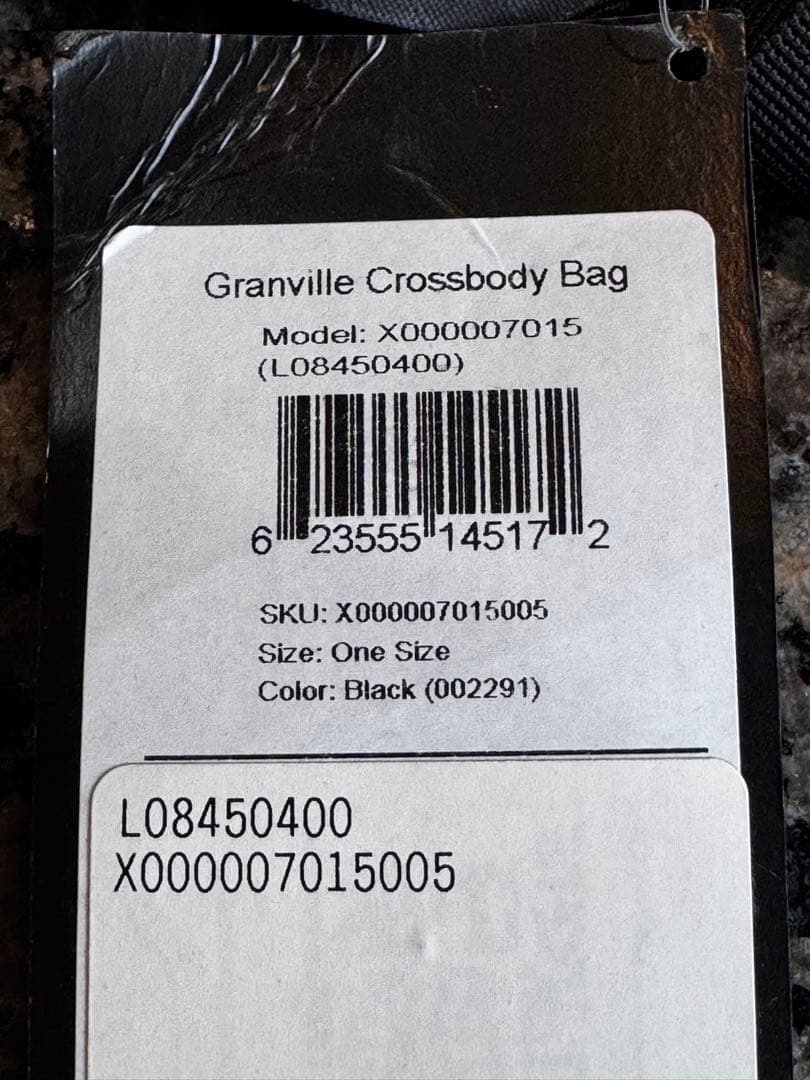 Granville Crossbody Bag
Model: X000007015
(L08450400)
6 23555 14517 2
SKU: X000007015005
Size: One Size
Color: Black (002291)
L08450400
X000007015005